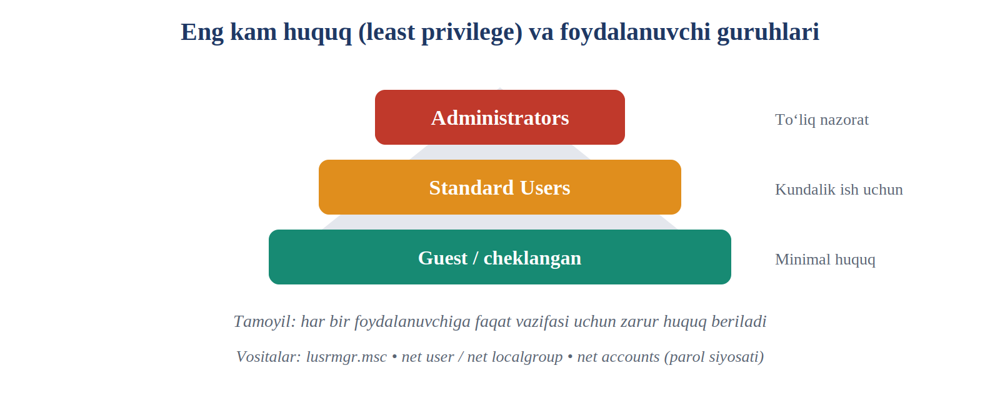 Eng kam huquq (least privilege) va foydalanuvchi guruhlari
Administrators
Toʻliq nazorat
Standard Users
Kundalik ish uchun
Guest / cheklangan
Minimal huquq
Tamoyil: har bir foydalanuvchiga faqat vazifasi uchun zarur huquq beriladi
Vositalar: lusrmgr.msc • net user / net localgroup • net accounts (parol siyosati)